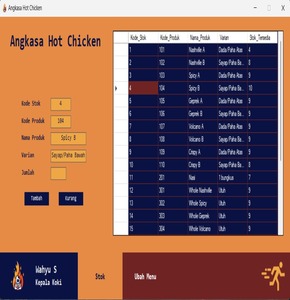 Angkasa Hot Chicken
Angkasa Hot Chicken
Kode Stok 4
Kode Produk 104
Nama Produk Spicy B
Varian Sayap/Paha Bawah
Jumlah
Tambah Kurang
Kode_Stok Kode_Produk Nama_Produk Varian Stok_Tersedia
1 101 Nashville A Dada/Paha Atas 4
2 102 Nashville B Sayap/Paha Ba... 8
3 103 Spicy A Dada/Paha Atas 9
4 104 Spicy B Sayap/Paha Ba... 10
5 105 Geprek A Dada/Paha Atas 9
6 106 Geprek B Sayap/Paha Ba... 9
7 107 Volcano A Dada/Paha Atas 9
8 108 Volcano B Sayap/Paha Ba... 9
9 109 Crispy A Dada/Paha Atas 9
10 110 Crispy B Sayap/Paha Ba... 8
11 201 Nasi 1 bungkus 7
12 301 Whole Nashville Utuh 9
13 302 Whole Spicy Utuh 9
14 303 Whole Geprek Utuh 9
15 304 Whole Volcano Utuh 9
Wahyu S
Kepala Koki
Stok
Ubah Menu